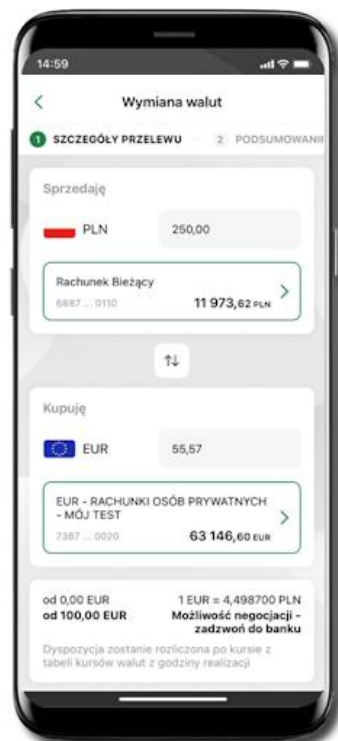 14:59
Wymiana walut
1 SZCZEGÓŁY PRZELEWU 2 PODSUMOWANIE
Sprzedaję
PLN 250,00
Rachunek Bieżący
6887 ... 0110 11 973,62 PLN
Kupuję
EUR 55,57
EUR - RACHUNKI OSÓB PRYWATNYCH
- MÓJ TEST
7387 ... 0020 63 146,60 EUR
od 0,00 EUR 1 EUR = 4,498700 PLN
od 100,00 EUR Możliwość negocjacji -
zadzwoń do banku
Dyspozycja zostanie rozliczona po kursie z
tabeli kursów walut z godziny realizacji